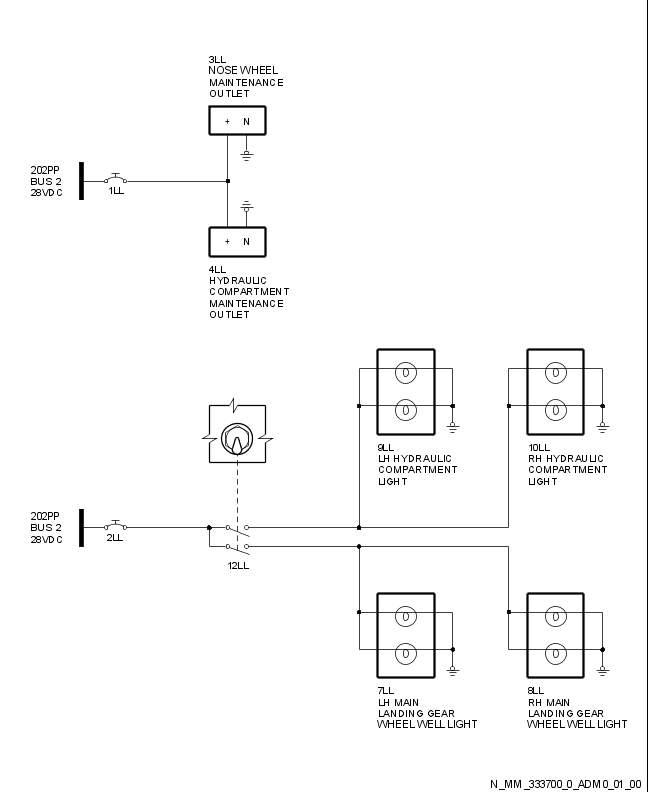 3LL
NOSE WHEEL
MAINTENANCE
OUTLET
+ N
202PP
BUS 2
28VDC
1LL
+ N
4LL
HYDRAULIC
COMPARTMENT
MAINTENANCE
OUTLET
9LL
LH HYDRAULIC
COMPARTMENT
LIGHT
10LL
RH HYDRAULIC
COMPARTMENT
LIGHT
202PP
BUS 2
28VDC
2LL
12LL
7LL
LH MAIN
LANDING GEAR
WHEEL WELL LIGHT
8LL
RH MAIN
LANDING GEAR
WHEEL WELL LIGHT
N_MM_333700_0_ADM0_01_00